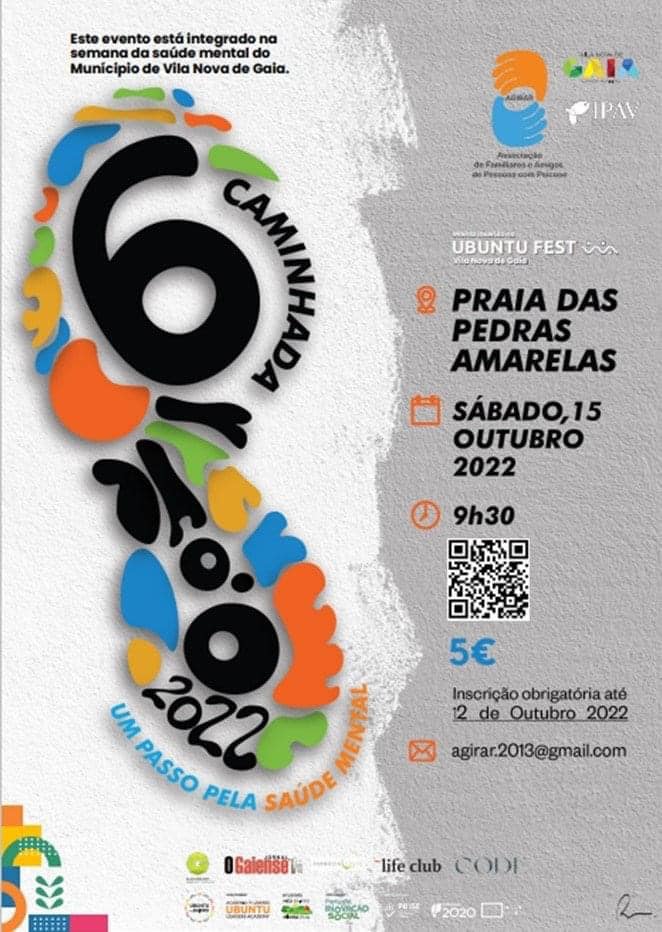 Este evento está integrado na
semana da saúde mental do
Munícipio de Vila Nova de Gaia.
AGIRAR
Associação
de Familiares e Amigos
de Pessoas com Psicose
GAIA
IPAV
CAMINHADA
6
2022
UM PASSO PELA SAÚDE MENTAL
UBUNTU FEST
Vila Nova de Gaia
PRAIA DAS
PEDRAS
AMARELAS
SÁBADO,15
OUTUBRO
2022
9h30
5€
Inscrição obrigatória até
12 de Outubro 2022
agirar.2013@gmail.com
O Gaiense
life club
CODE
UBUNTU
INOVAÇÃO
SOCIAL
2020